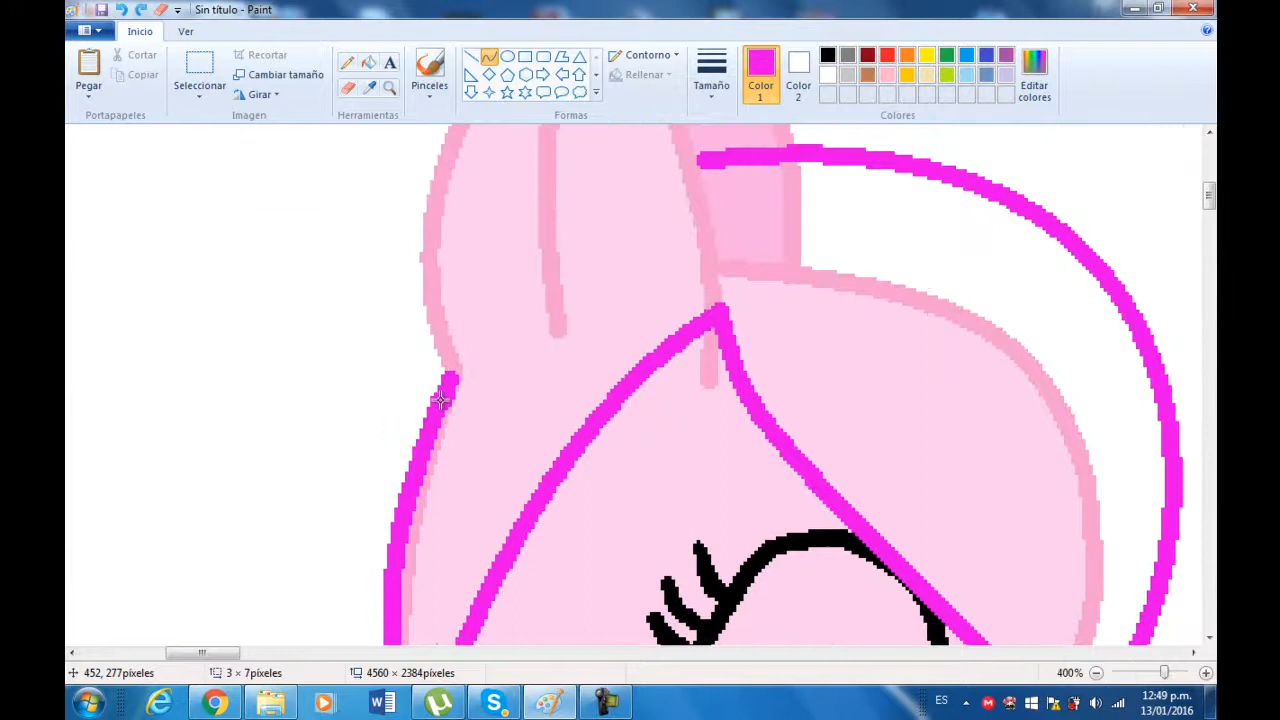 Sin título - Paint
Inicio
Ver
Pegar
Cortar
Copiar
Portapapeles
Seleccionar
Recortar
Cambiar tamaño
Girar
Imagen
A
Herramientas
Pinceles
Contorno
Rellenar
Formas
Tamaño
Color
1
Color
2
Editar
colores
Colores
452, 277píxeles
3 × 7píxeles
4560 × 2384píxeles
400%
ES
12:49 p.m.
13/01/2016